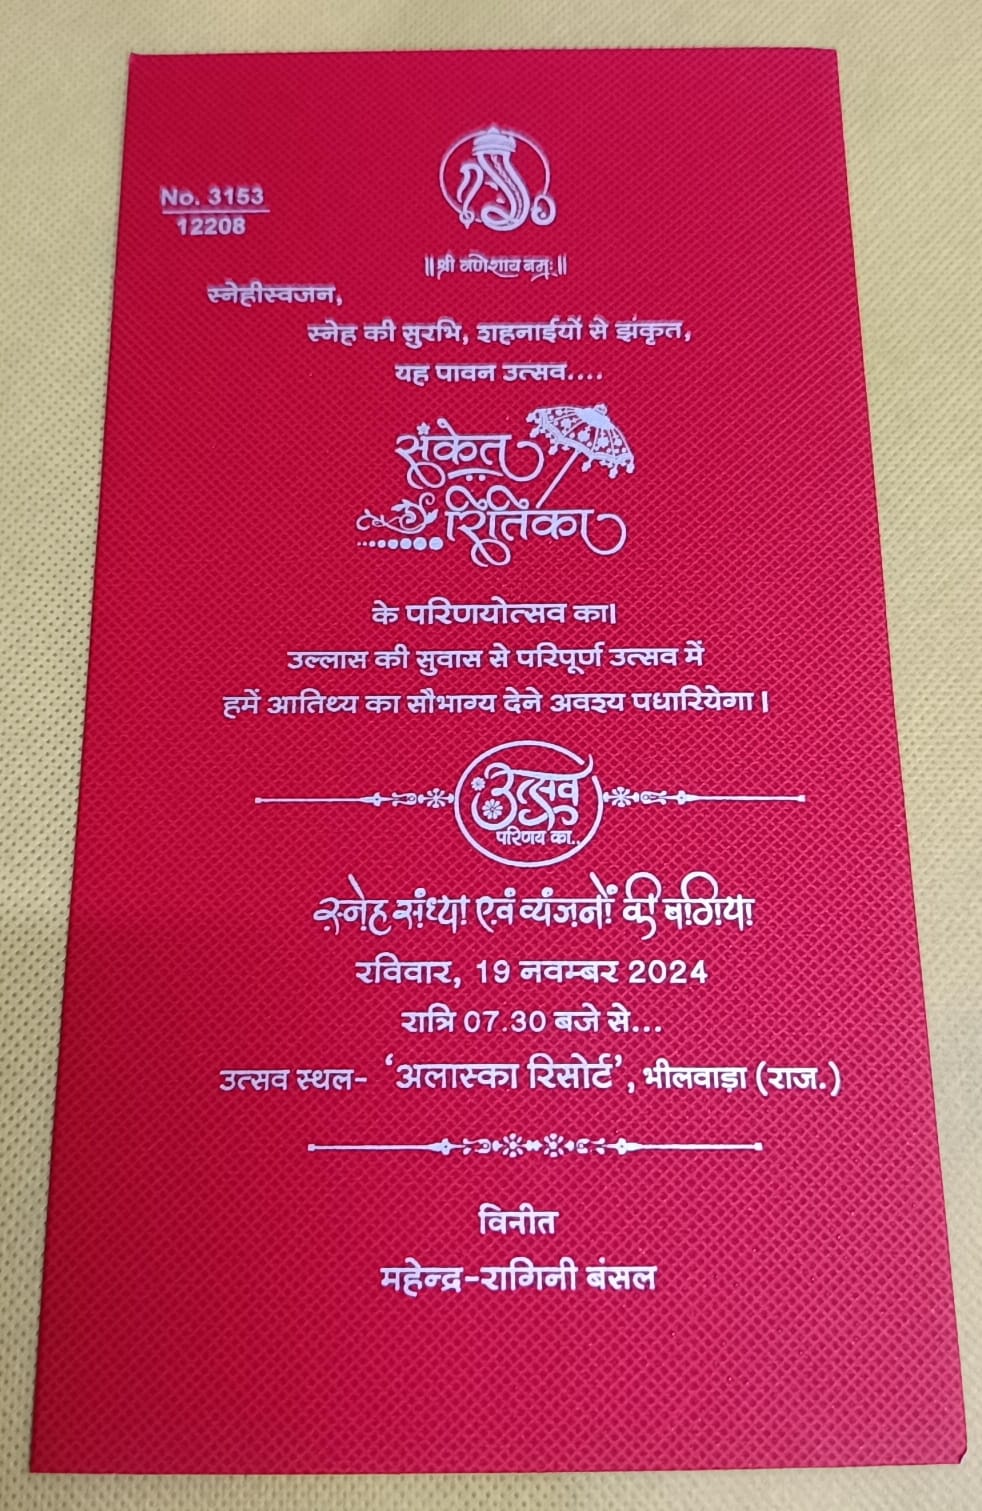 No. 3153
12208
॥ श्री गणेशाय नमः ॥
स्नेहीस्वजन,
स्नेह की सुरभि, शहनाईयों से झंकृत,
यह पावन उत्सव....
संकेत
रितिका
के परिणयोत्सव का।
उल्लास की सुवास से परिपूर्ण उत्सव में
हमें आतिथ्य का सौभाग्य देने अवश्य पधारियेगा।
उत्सव
परिणय का..
स्नेह संध्या एवं व्यंजनों की बगिया
रविवार, 19 नवम्बर 2024
रात्रि 07.30 बजे से...
उत्सव स्थल- ‘अलास्का रिसोर्ट’, भीलवाड़ा (राज.)
विनीत
महेन्द्र-रागिनी बंसल